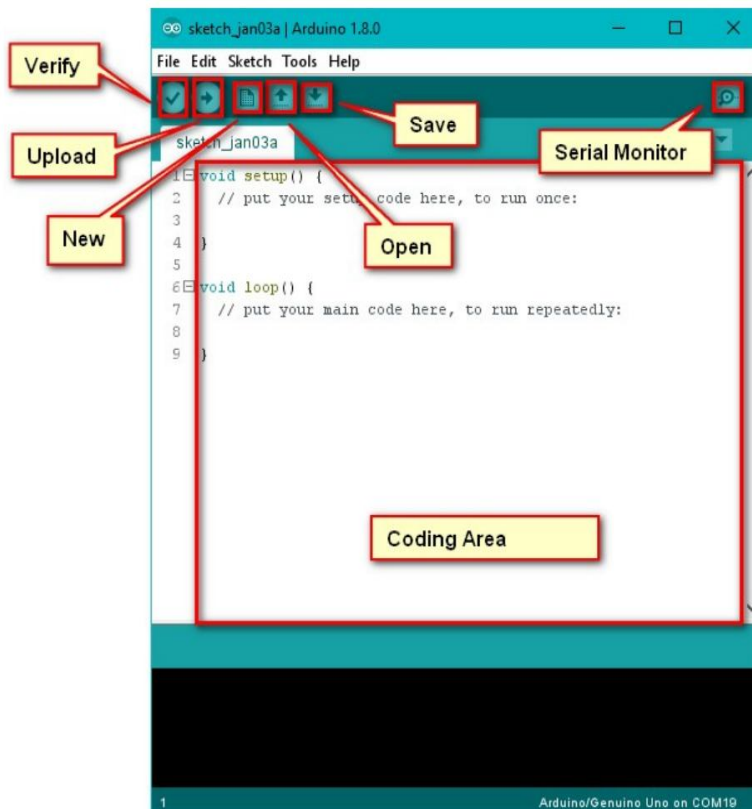 sketch_jan03a | Arduino 1.8.0
File Edit Sketch Tools Help
Verify
Save
Upload
sketch_jan03a
Serial Monitor
1 void setup() {
2 // put your setup code here, to run once:
New
3
Open
4 }
5
6 void loop() {
7 // put your main code here, to run repeatedly:
8
9 }
Coding Area
1 Arduino/Genuino Uno on COM19